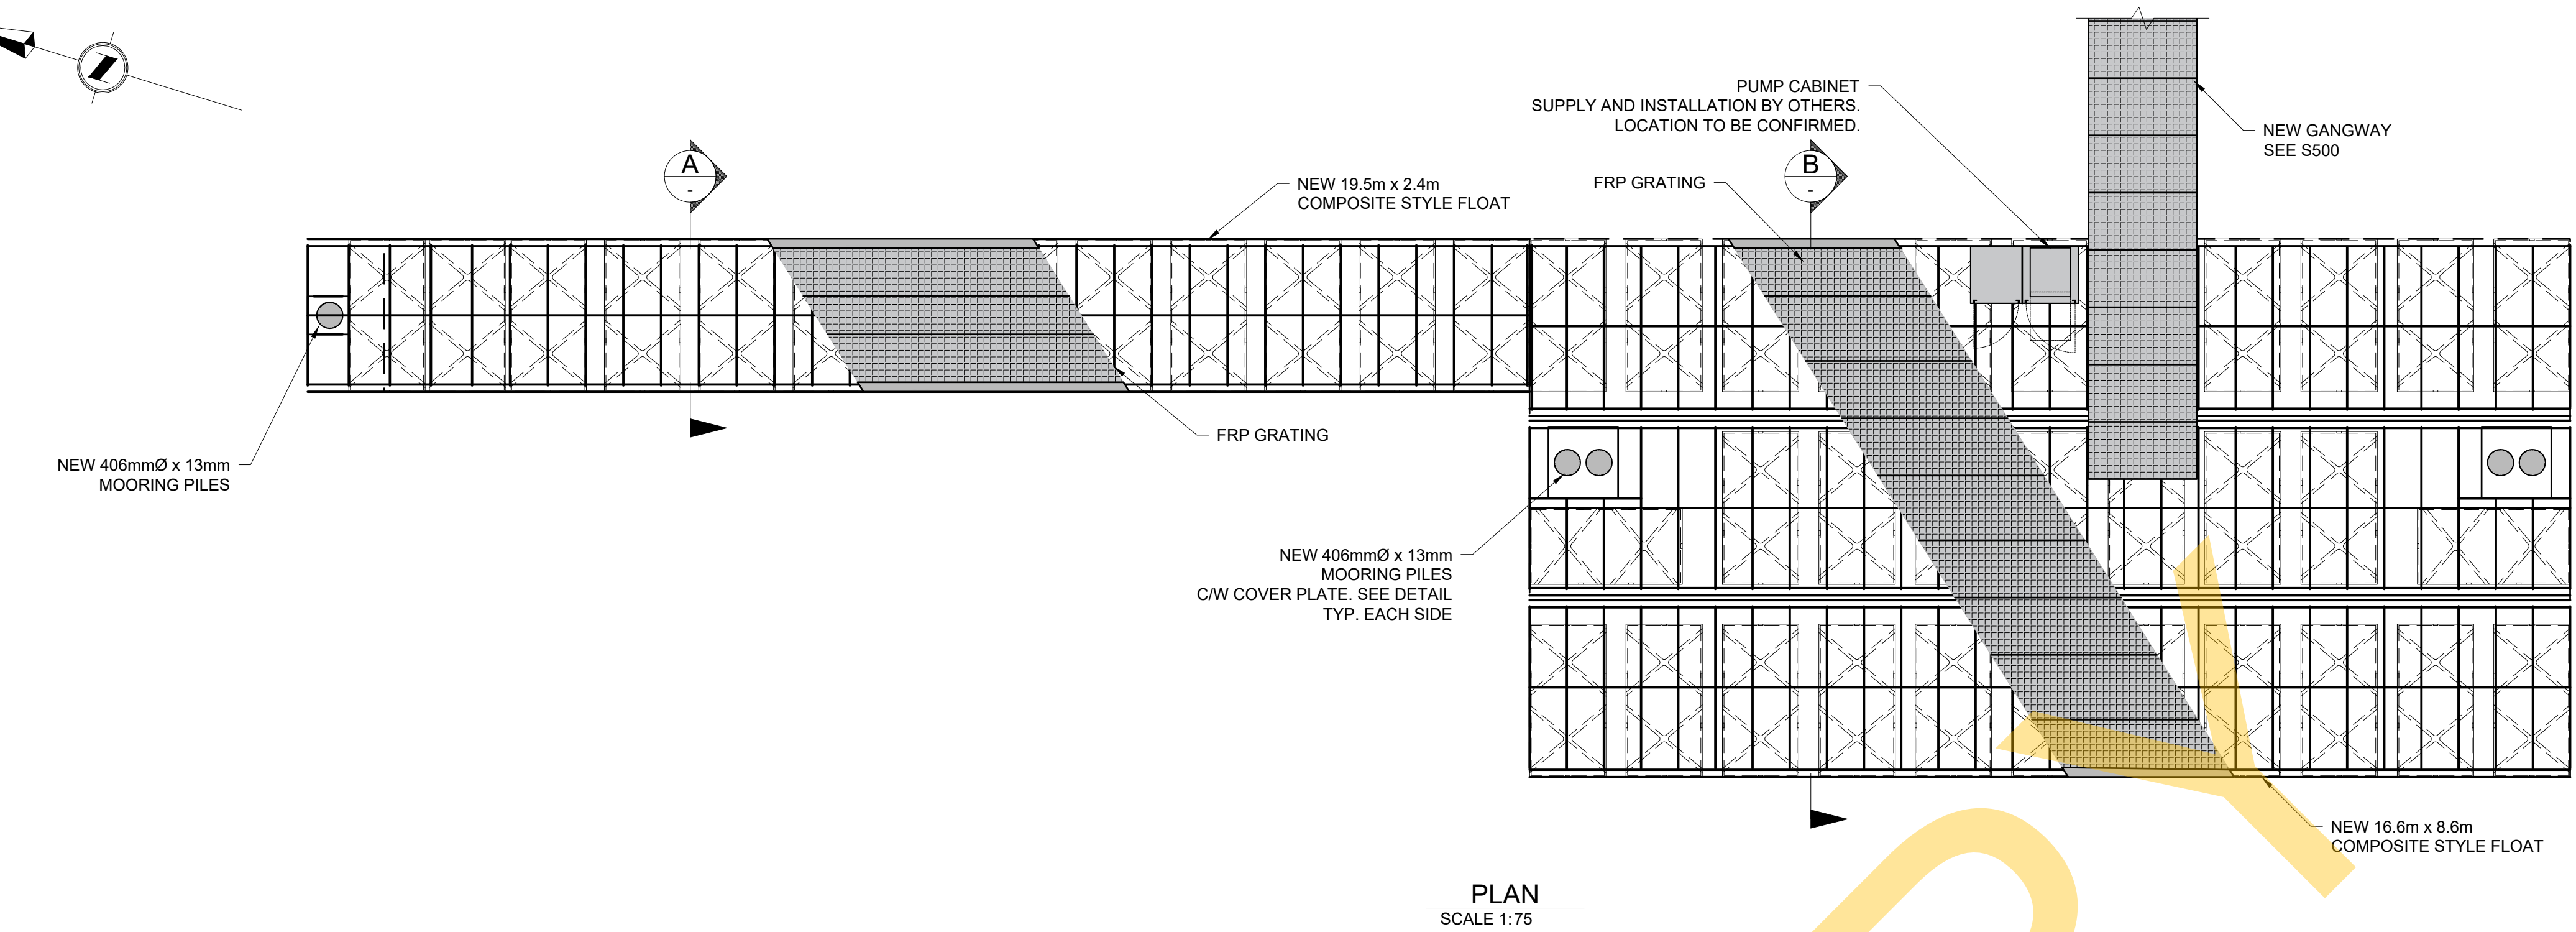 PUMP CABINET
SUPPLY AND INSTALLATION BY OTHERS.
LOCATION TO BE CONFIRMED.
NEW GANGWAY
SEE S500
A
-
B
-
NEW 19.5m x 2.4m
COMPOSITE STYLE FLOAT
FRP GRATING
FRP GRATING
NEW 406mmØ x 13mm
MOORING PILES
NEW 406mmØ x 13mm
MOORING PILES
C/W COVER PLATE. SEE DETAIL
TYP. EACH SIDE
NEW 16.6m x 8.6m
COMPOSITE STYLE FLOAT
PLAN
SCALE 1:75